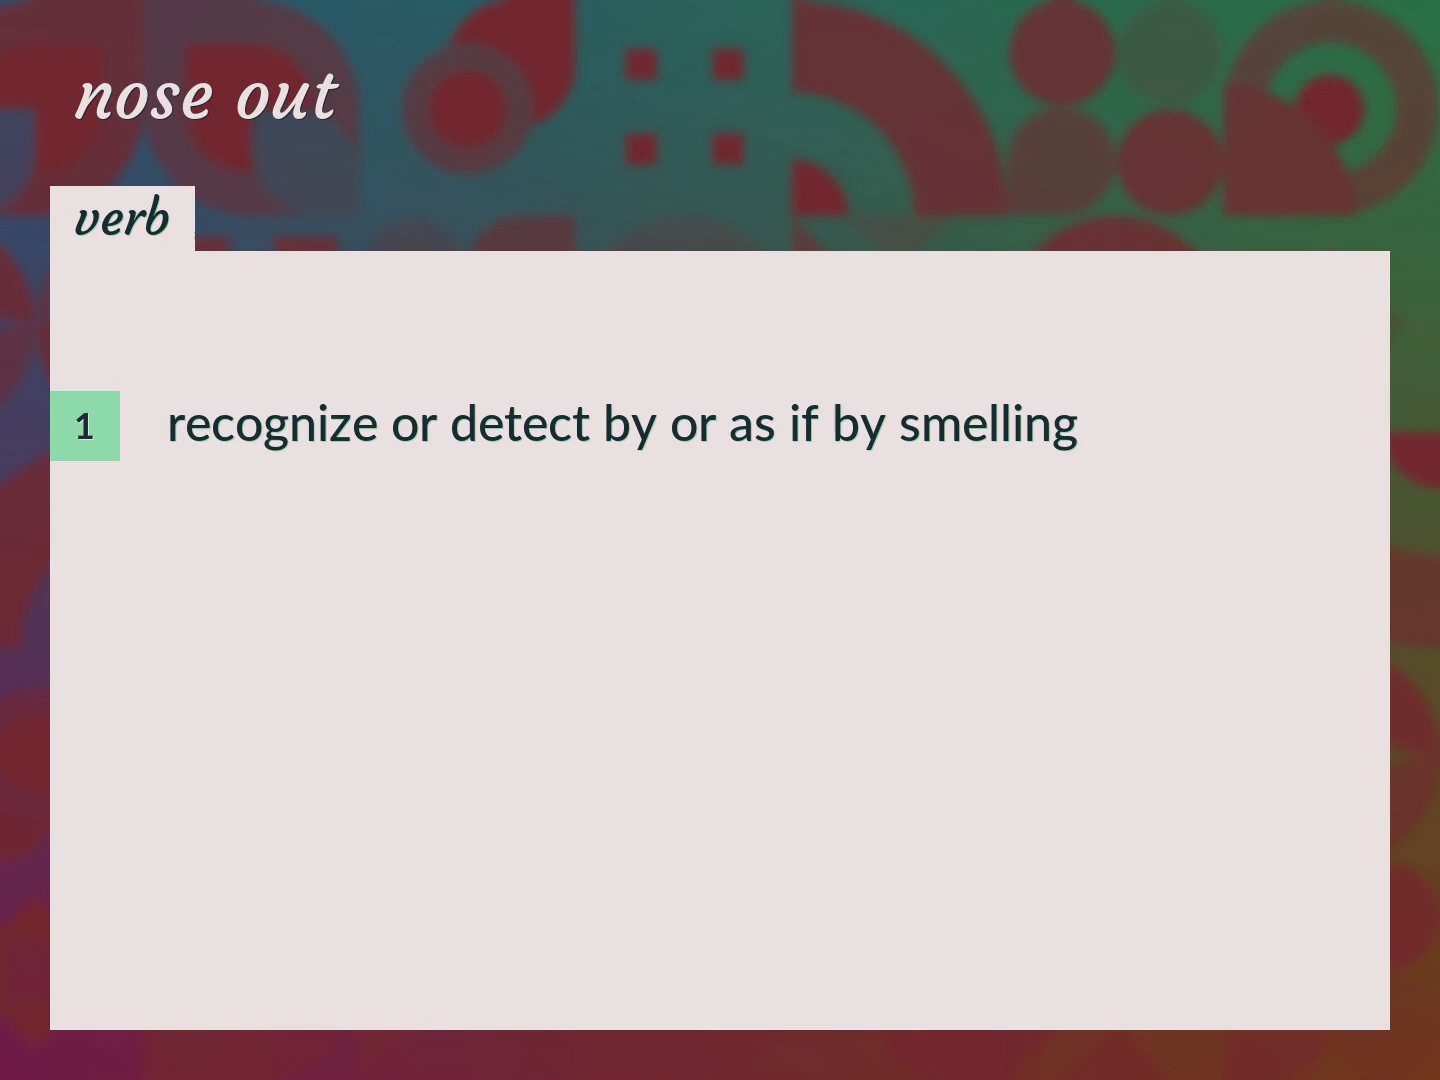 nose out
verb
1 recognize or detect by or as if by smelling